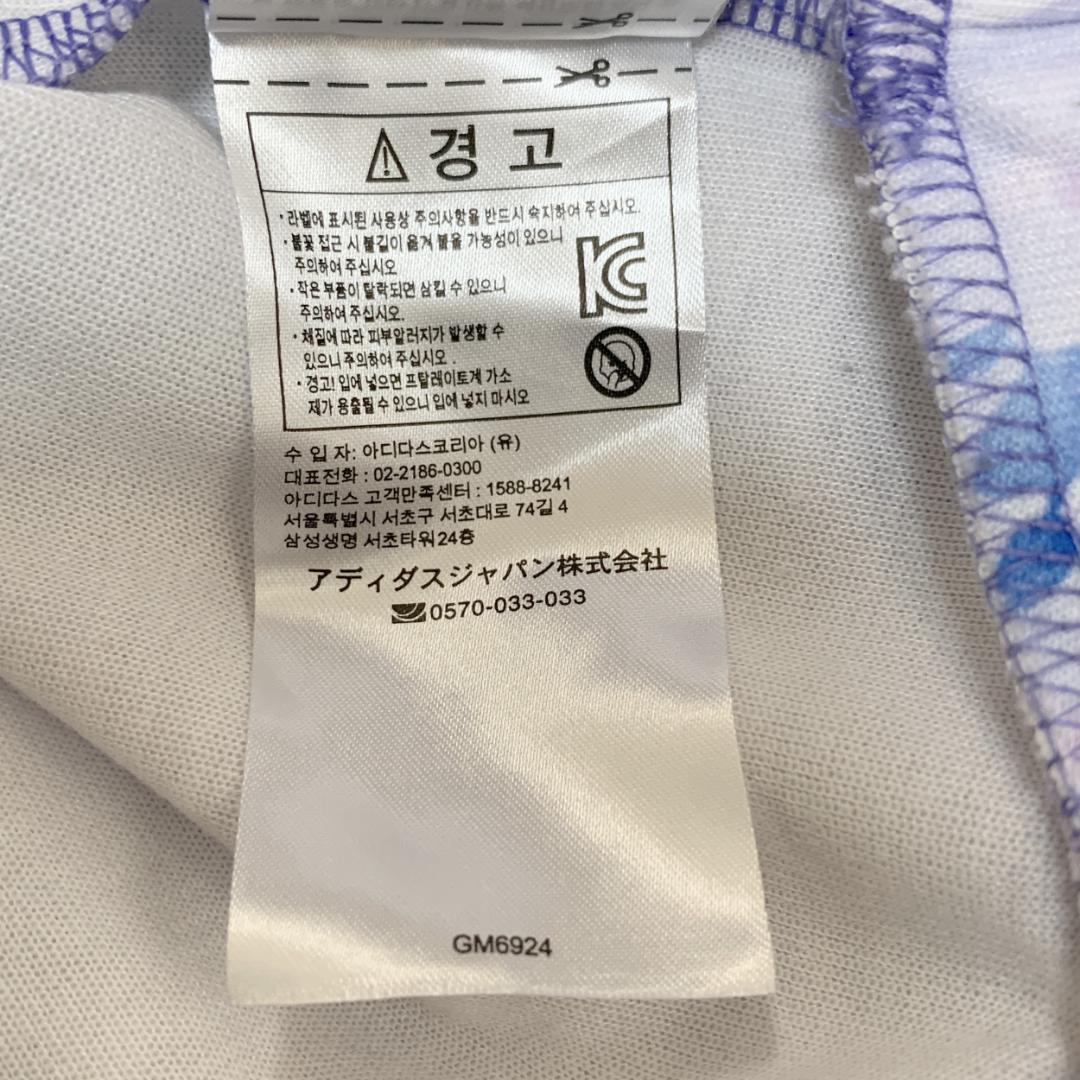 경고
· 라벨에 표시된 사용상 주의사항을 반드시 숙지하여 주십시오.
· 불꽃 접근 시 불길이 옮겨 붙을 가능성이 있으니
주의하여 주십시오
· 작은 부품이 탈락되면 삼킬 수 있으니
주의하여 주십시오.
· 재질에 따라 피부알러지가 발생할 수
있으니 주의하여 주십시오 .
· 경고! 입에 넣으면 프탈레이트계 가소
제가 용출될 수 있으니 입에 넣지 마시오
KC
수 입 자: 아디다스코리아 (유)
대표전화 : 02-2186-0300
아디다스 고객만족센터 : 1588-8241
서울특별시 서초구 서초대로 74길 4
삼성생명 서초타워24층
アディダスジャパン株式会社
0570-033-033
GM6924